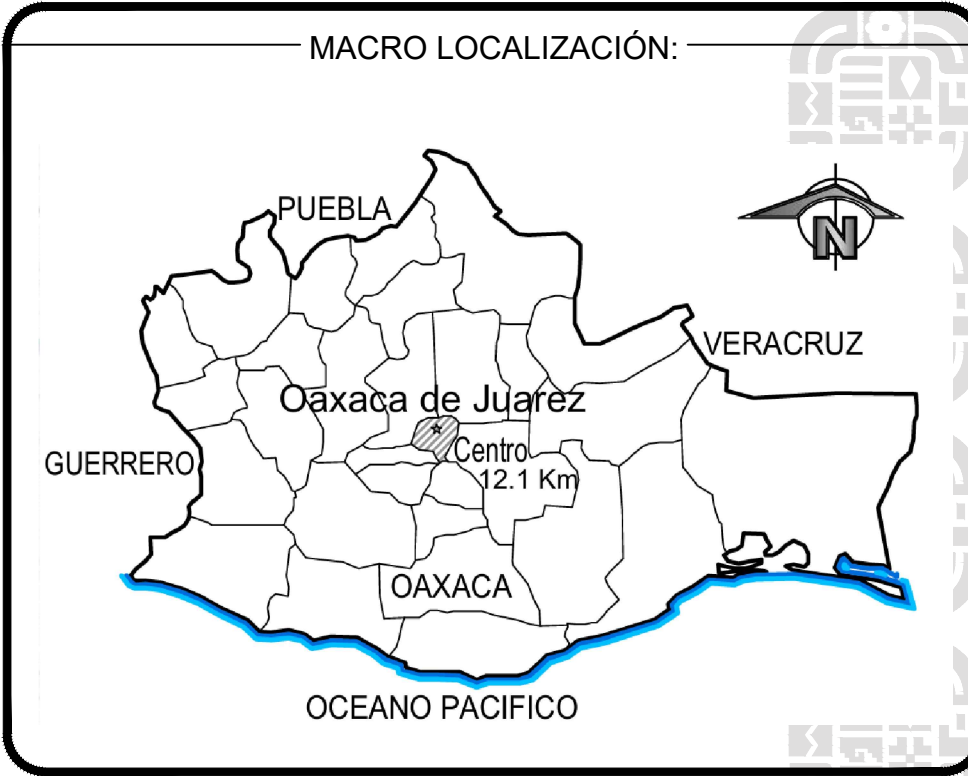 MACRO LOCALIZACIÓN:
PUEBLA
N
VERACRUZ
Oaxaca de Juarez
Centro
GUERRERO
12.1 Km
OAXACA
OCEANO PACIFICO